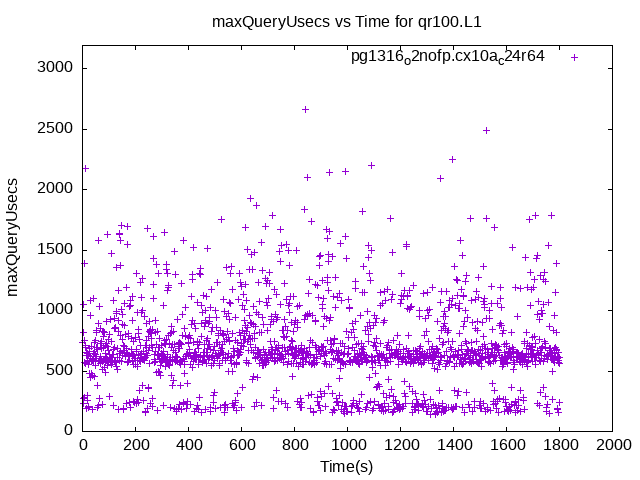 maxQueryUsecs vs Time for qr100.L1
pg1316o2nofp.cx10ac24r64
3000
2500
2000
1500
1000
500
0
maxQueryUsecs
0 200 400 600 800 1000 1200 1400 1600 1800 2000
Time(s)